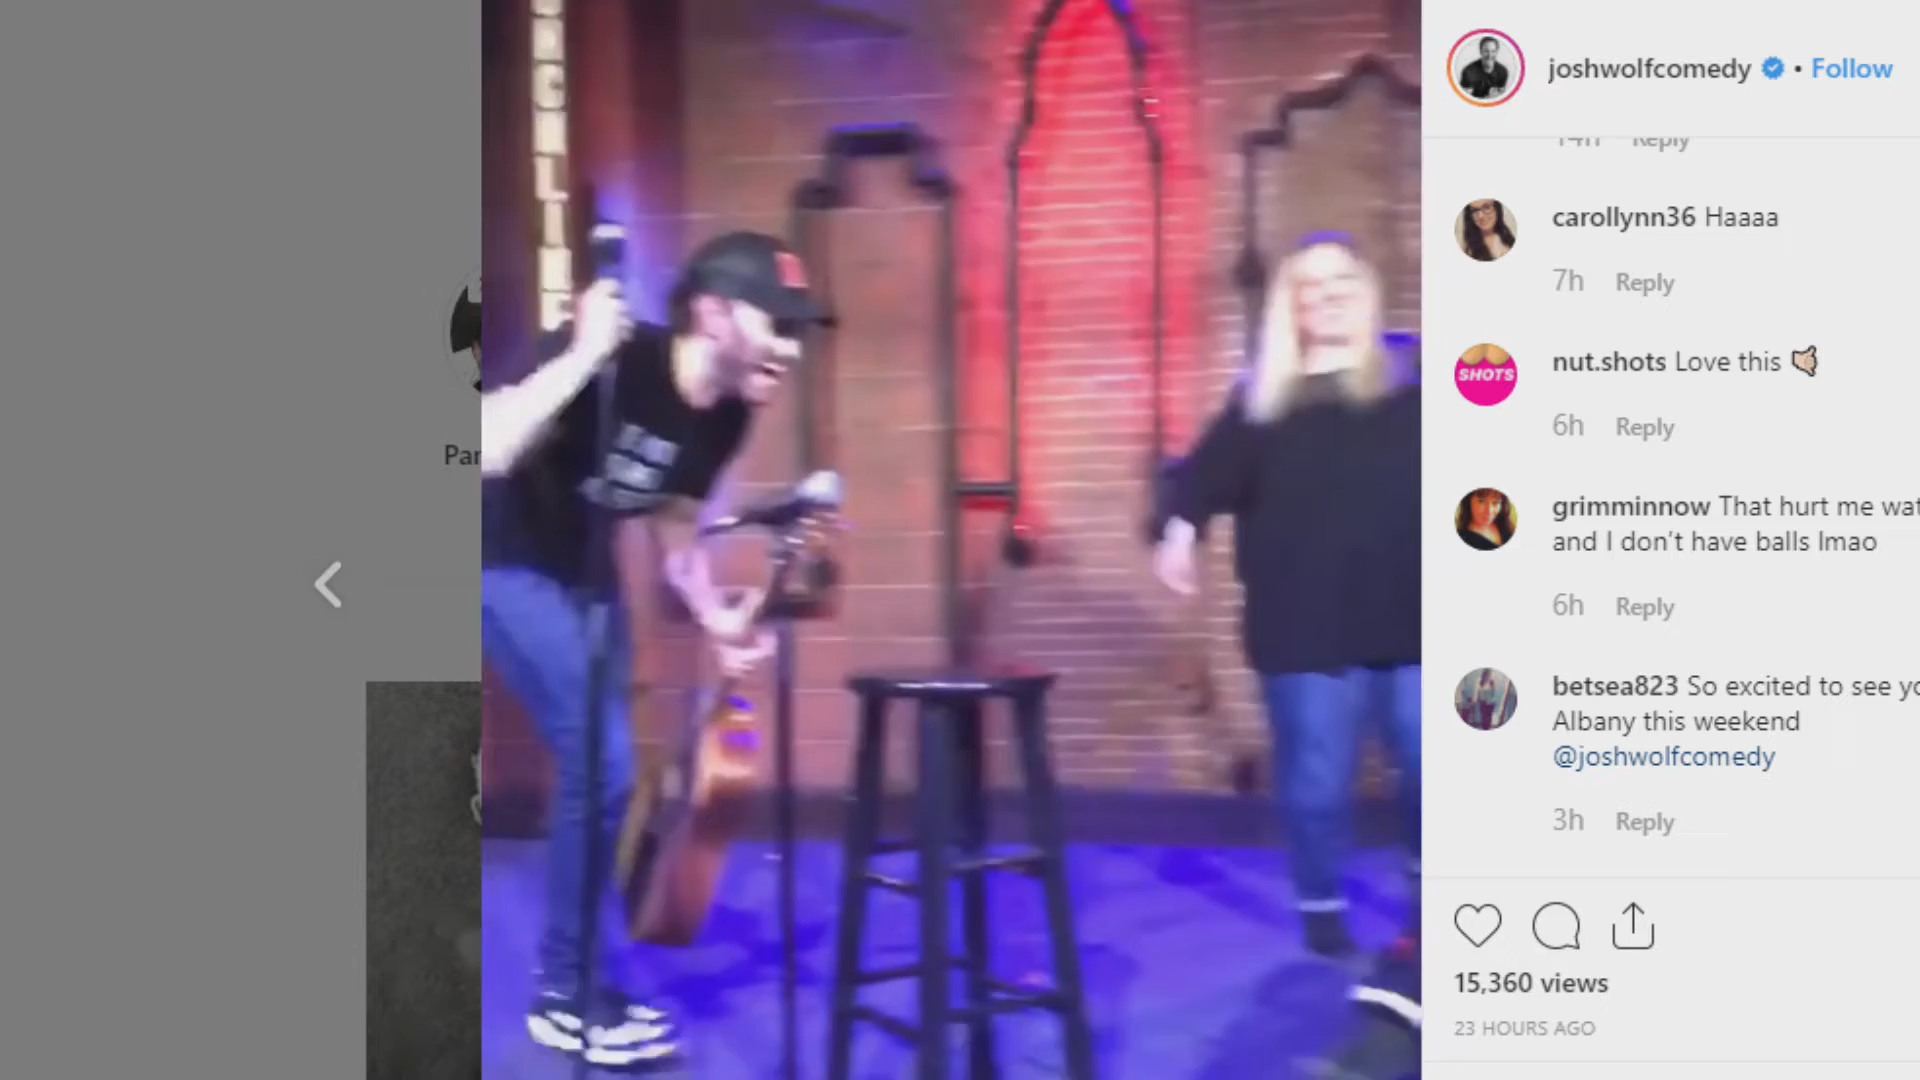 joshwolfcomedy • Follow
14h Reply
carollynn36 Haaaa
7h Reply
nut.shots Love this 🤙🏻
6h Reply
SHOTS
grimminnow That hurt me
and I don't have balls lmao
6h Reply
betsea823 So excited to see
Albany this weekend
@joshwolfcomedy
3h Reply
15,360 views
23 HOURS AGO